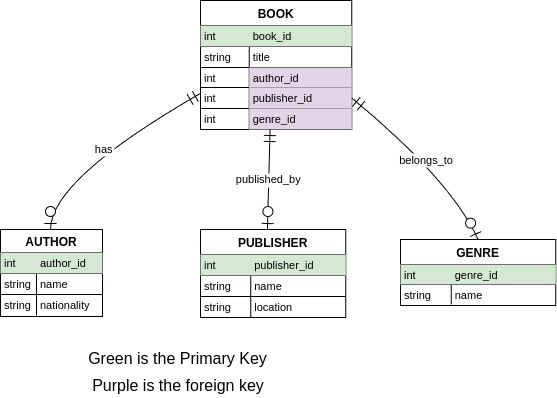 BOOK
int book_id
string title
int author_id
int publisher_id
int genre_id
has
published_by
belongs_to
AUTHOR
int author_id
string name
string nationality
PUBLISHER
int publisher_id
string name
string location
GENRE
int genre_id
string name
Green is the Primary Key
Purple is the foreign key